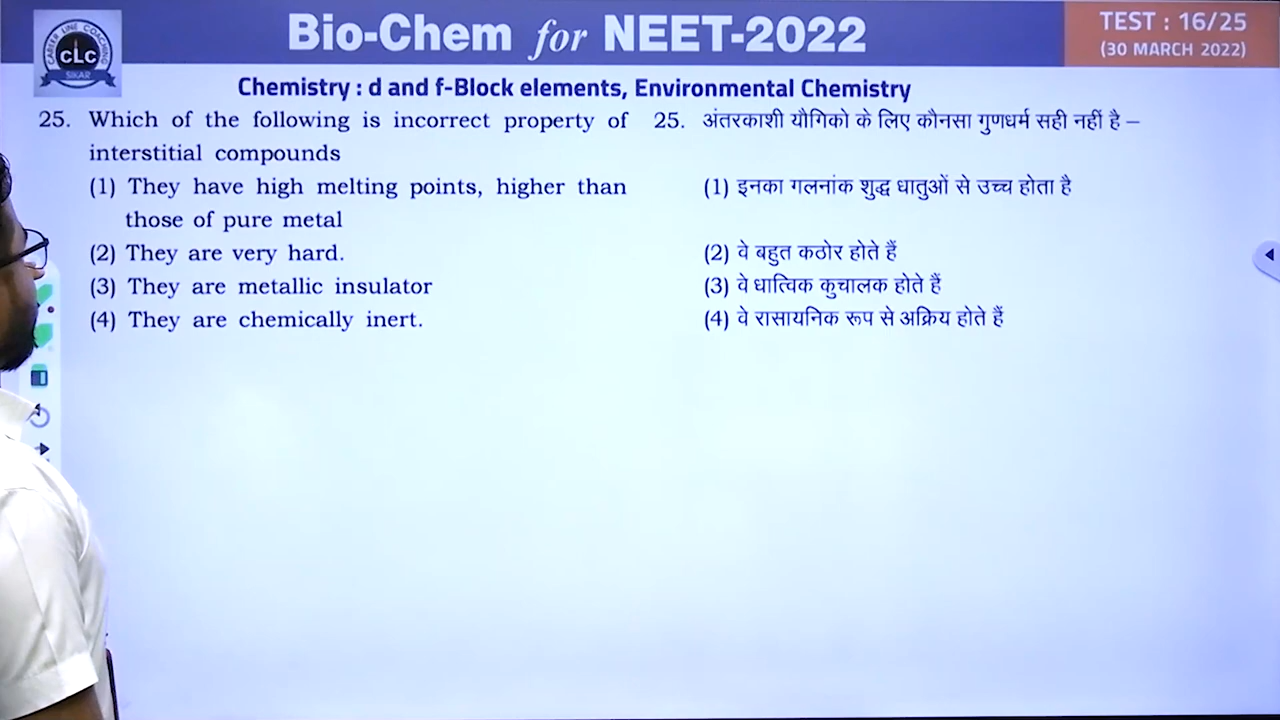 Bio-Chem for NEET-2022
TEST : 16/25
(30 MARCH 2022)
CAREER LINE COACHING
CLC
SIKAR
Chemistry : d and f-Block elements, Environmental Chemistry
25. Which of the following is incorrect property of
interstitial compounds
(1) They have high melting points, higher than
those of pure metal
(2) They are very hard.
(3) They are metallic insulator
(4) They are chemically inert.
25. अंतरकाशी यौगिको के लिए कौनसा गुणधर्म सही नहीं है –
(1) इनका गलनांक शुद्ध धातुओं से उच्च होता है
(2) वे बहुत कठोर होते हैं
(3) वे धात्विक कुचालक होते हैं
(4) वे रासायनिक रूप से अक्रिय होते हैं